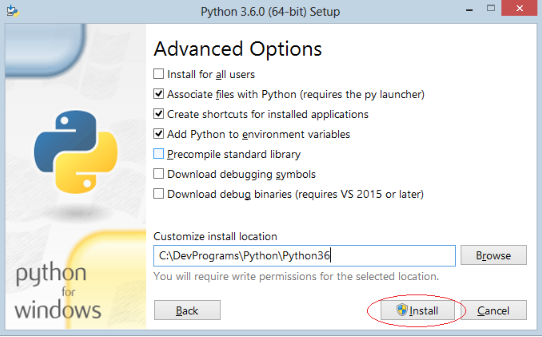 Python 3.6.0 (64-bit) Setup
Advanced Options
Install for all users
Associate files with Python (requires the py launcher)
Create shortcuts for installed applications
Add Python to environment variables
Precompile standard library
Download debugging symbols
Download debug binaries (requires VS 2015 or later)
Customize install location
C:\DevPrograms\Python\Python36
Browse
You will require write permissions for the selected location.
python
for
windows
Back
Install
Cancel